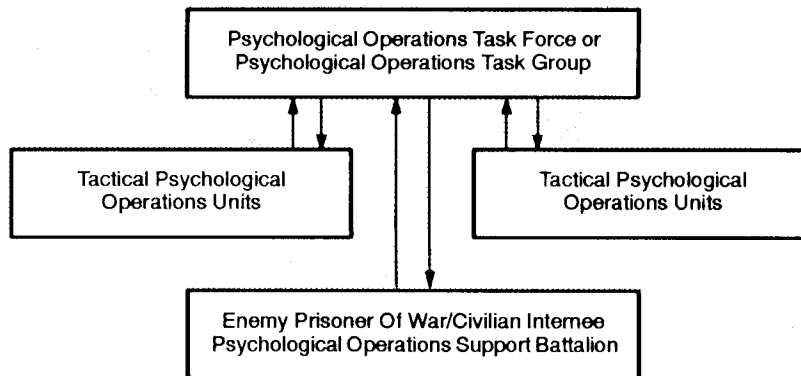 Psychological Operations Task Force or
Psychological Operations Task Group
Tactical Psychological
Operations Units
Tactical Psychological
Operations Units
Enemy Prisoner Of War/Civilian Internee
Psychological Operations Support Battalion